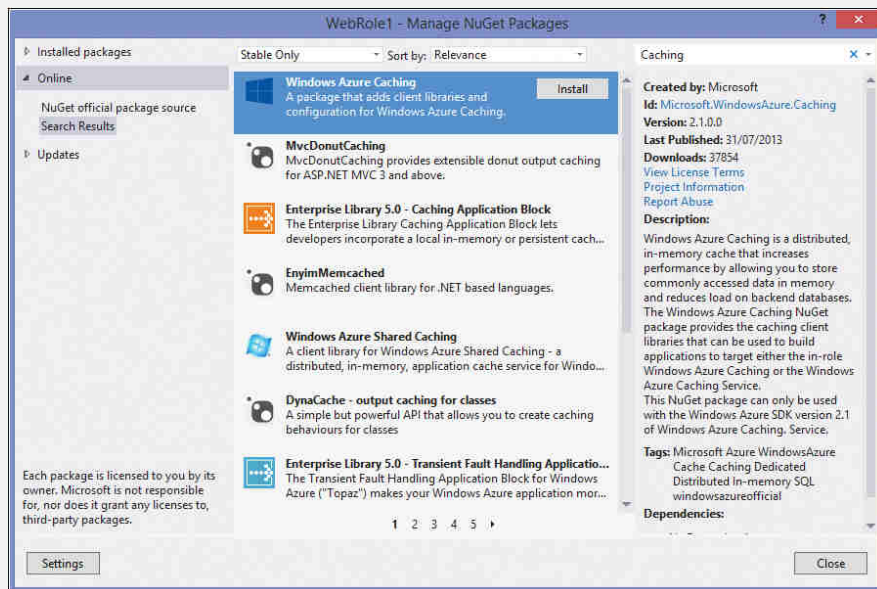 WebRole1 - Manage NuGet Packages
?
Installed packages
Online
NuGet official package source
Search Results
Updates
Each package is licensed to you by its
owner. Microsoft is not responsible
for, nor does it grant any licenses to,
third-party packages.
Settings
Stable Only
Sort by: Relevance
Windows Azure Caching
A package that adds client libraries and
configuration for Windows Azure Caching.
Install
MvcDonutCaching
MvcDonutCaching provides extensible donut output caching
for ASP.NET MVC 3 and above.
Enterprise Library 5.0 - Caching Application Block
The Enterprise Library Caching Application Block lets
developers incorporate a local in-memory or persistent cach...
EnyimMemcached
Memcached client library for .NET based languages.
Windows Azure Shared Caching
A client library for Windows Azure Shared Caching - a
distributed, in-memory, application cache service for Windo...
DynaCache - output caching for classes
A simple but powerful API that allows you to create caching
behaviours for classes
Enterprise Library 5.0 - Transient Fault Handling Applicatio...
The Transient Fault Handling Application Block for Windows
Azure ("Topaz") makes your Windows Azure application mor...
1 2 3 4 5
Caching
Created by: Microsoft
Id: Microsoft.WindowsAzure.Caching
Version: 2.1.0.0
Last Published: 31/07/2013
Downloads: 37854
View License Terms
Project Information
Report Abuse
Description:
Windows Azure Caching is a distributed,
in-memory cache that increases
performance by allowing you to store
commonly accessed data in memory
and reduces load on backend databases.
The Windows Azure Caching NuGet
package provides the caching client
libraries that can be used to build
applications to target either the in-role
Windows Azure Caching or the Windows
Azure Caching Service.
This NuGet package can only be used
with the Windows Azure SDK version 2.1
of Windows Azure Caching. Service.
Tags: Microsoft Azure WindowsAzure
Cache Caching Dedicated
Distributed In-memory SQL
windowsazureofficial
Dependencies:
Close